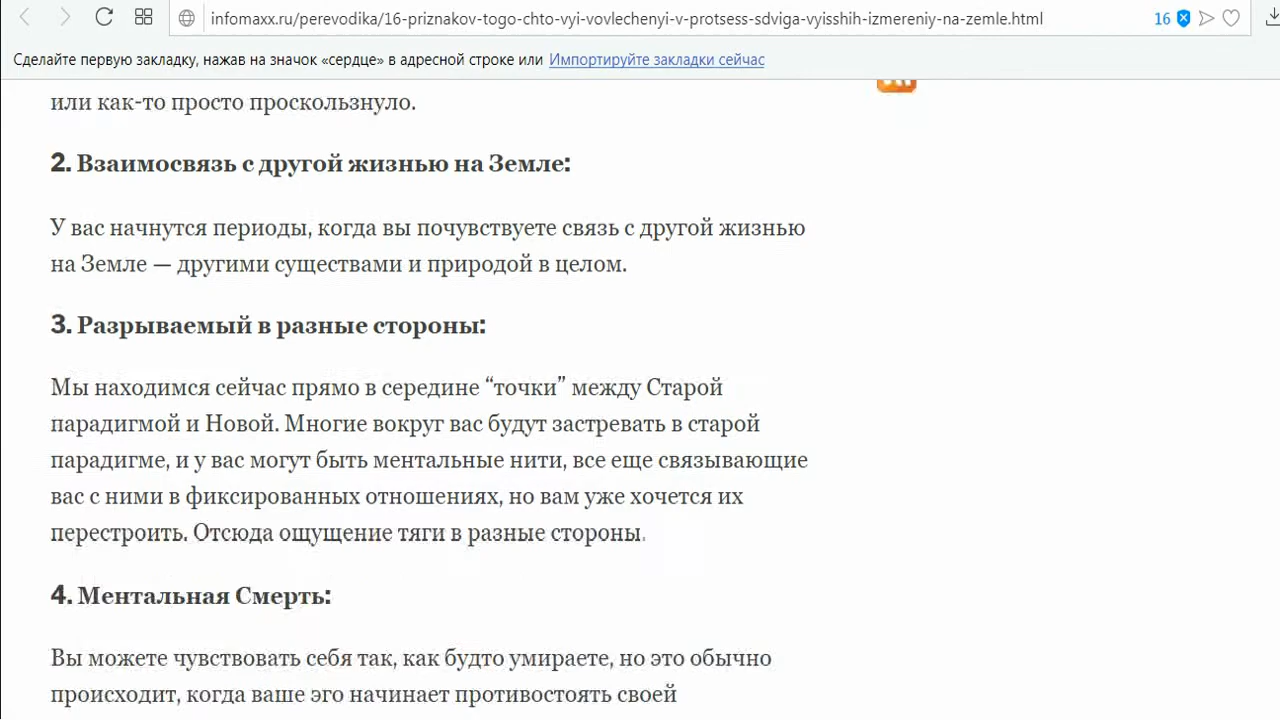 infomaxx.ru/perevodika/16-priznakov-togo-chto-vyi-vovlechenyi-v-protsess-sdviga-vyisshih-izmereniy-na-zemle.html 16
Сделайте первую закладку, нажав на значок «сердце» в адресной строке или Импортируйте закладки сейчас
или как-то просто проскользнуло.
2. Взаимосвязь с другой жизнью на Земле:
У вас начнутся периоды, когда вы почувствуете связь с другой жизнью
на Земле — другими существами и природой в целом.
3. Разрываемый в разные стороны:
Мы находимся сейчас прямо в середине “точки” между Старой
парадигмой и Новой. Многие вокруг вас будут застревать в старой
парадигме, и у вас могут быть ментальные нити, все еще связывающие
вас с ними в фиксированных отношениях, но вам уже хочется их
перестроить. Отсюда ощущение тяги в разные стороны.
4. Ментальная Смерть:
Вы можете чувствовать себя так, как будто умираете, но это обычно
происходит, когда ваше эго начинает противостоять своей